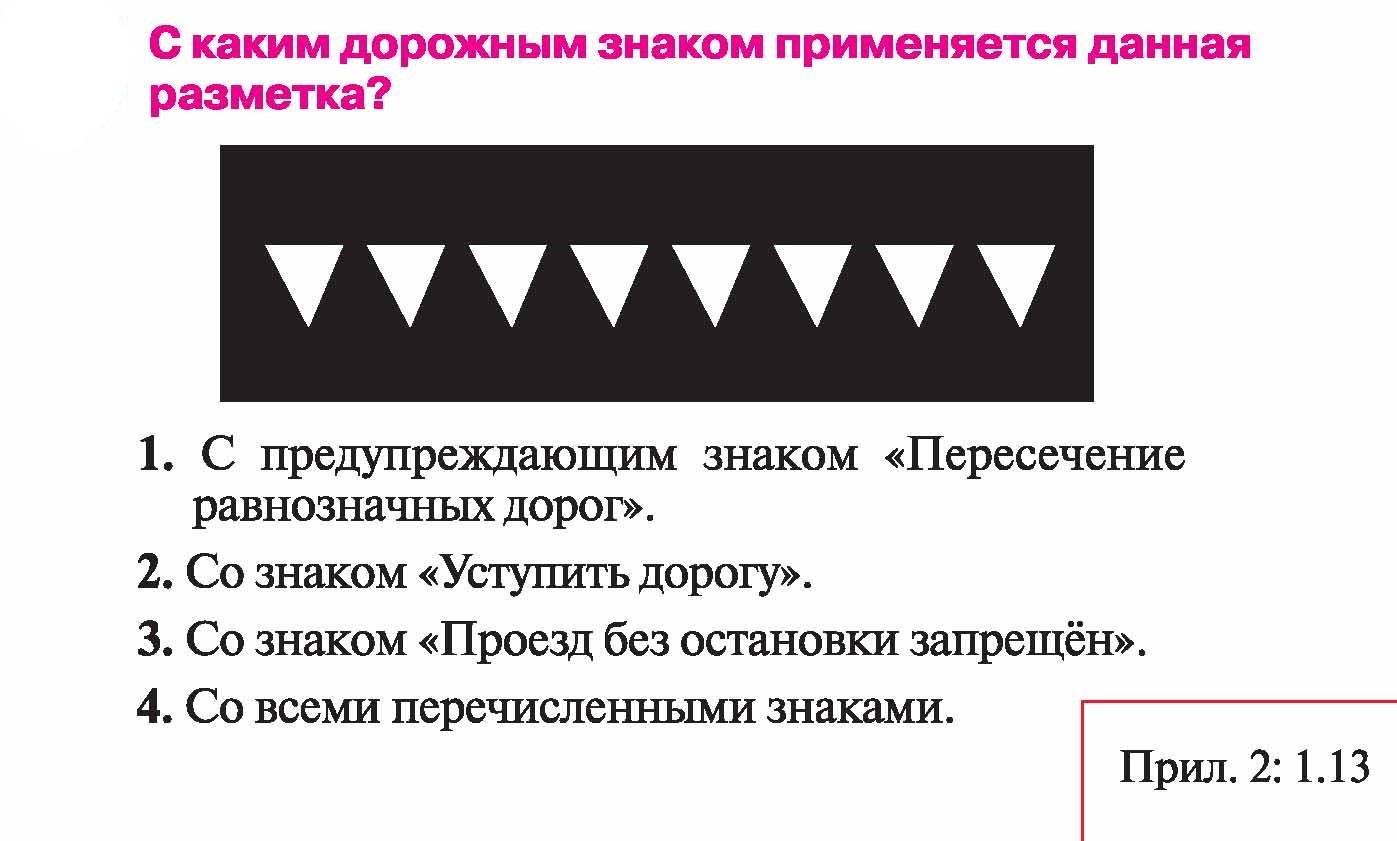 С каким дорожным знаком применяется данная
разметка?
1. С предупреждающим знаком «Пересечение
равнозначных дорог».
2. Со знаком «Уступить дорогу».
3. Со знаком «Проезд без остановки запрещён».
4. Со всеми перечисленными знаками.
Прил. 2: 1.13